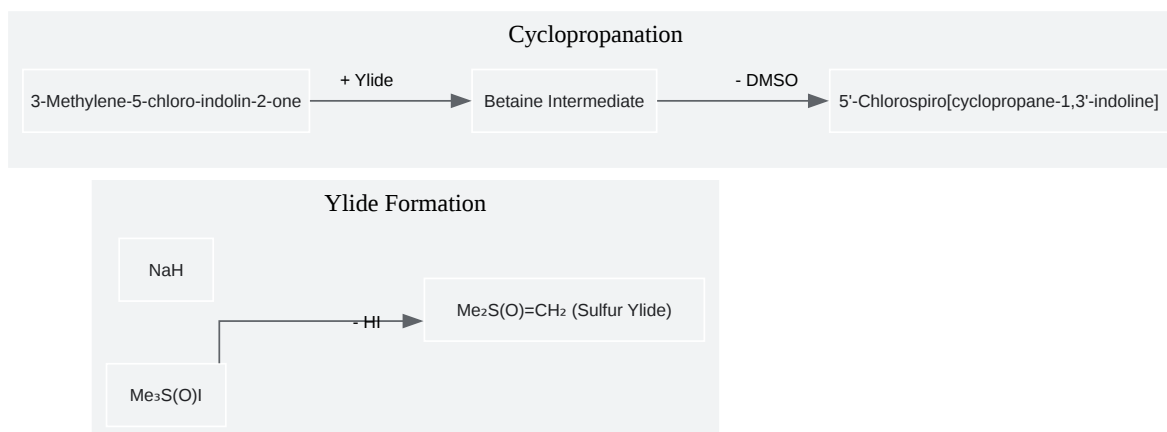 Cyclopropanation
3-Methylene-5-chloro-indolin-2-one
+ Ylide
Betaine Intermediate
- DMSO
5'-Chlorospiro[cyclopropane-1,3'-indoline]
Ylide Formation
NaH
Me₃S(O)I
- HI
Me₂S(O)=CH₂ (Sulfur Ylide)